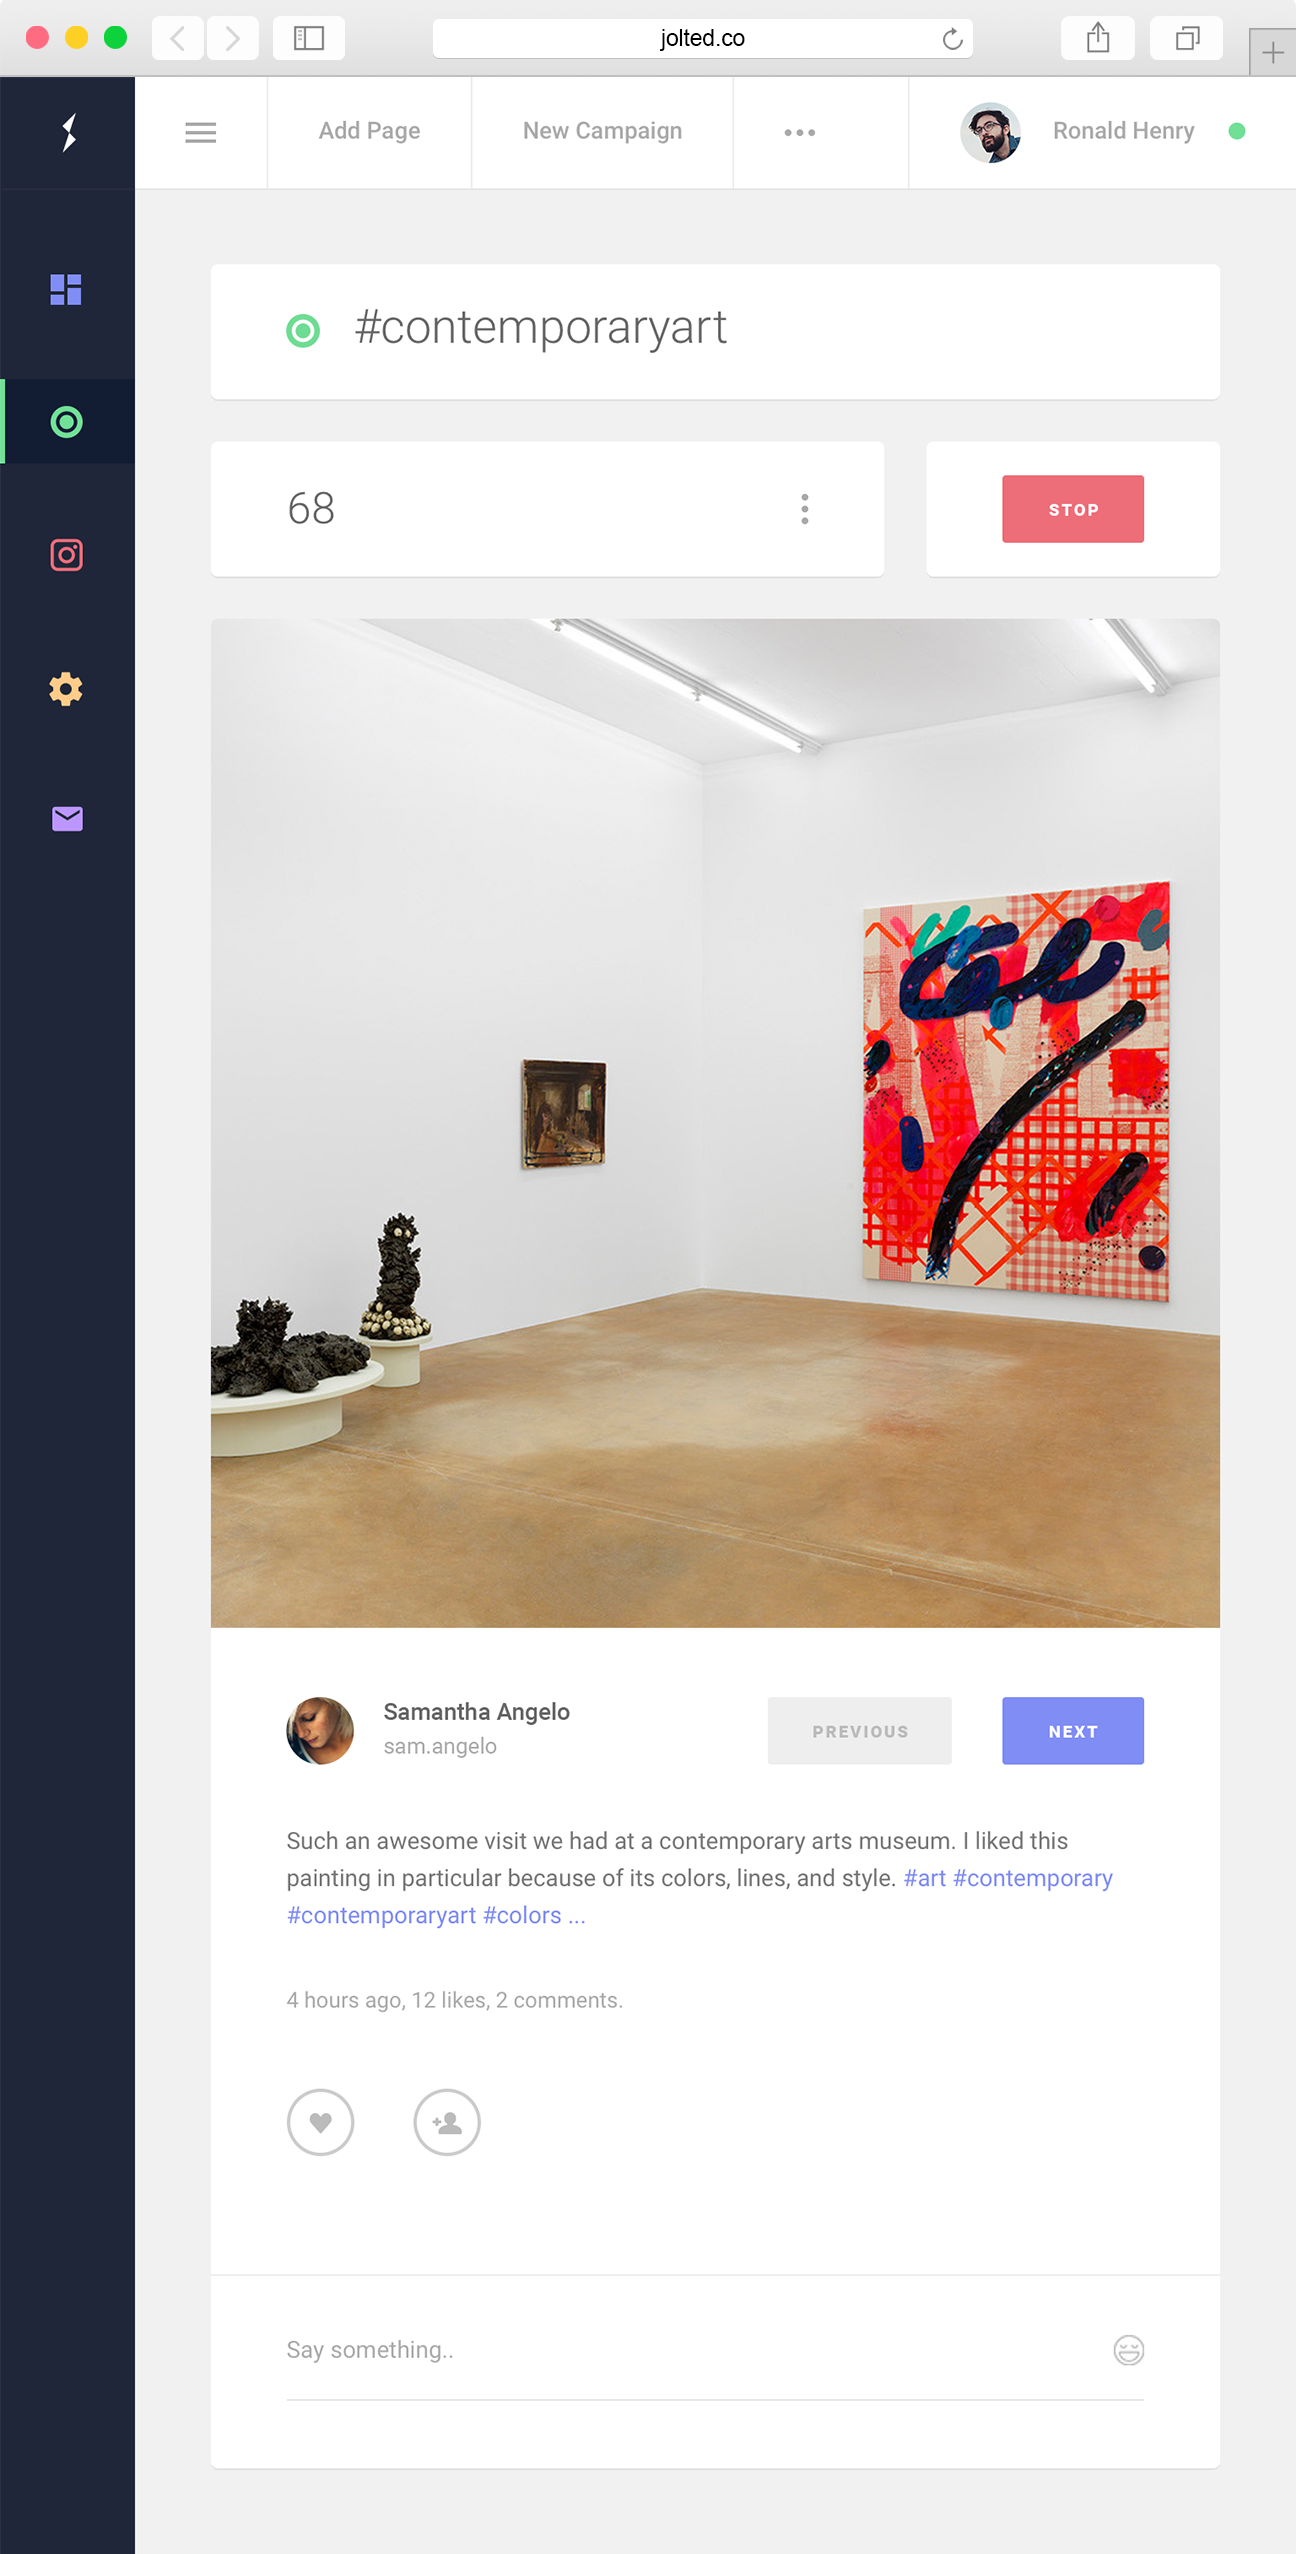 jolted.co
Add Page
New Campaign
Ronald Henry
#contemporaryart
68
STOP
Samantha Angelo
sam.angelo
PREVIOUS
NEXT
Such an awesome visit we had at a contemporary arts museum. I liked this
painting in particular because of its colors, lines, and style. #art #contemporary
#contemporaryart #colors ...
4 hours ago, 12 likes, 2 comments.
Say something..